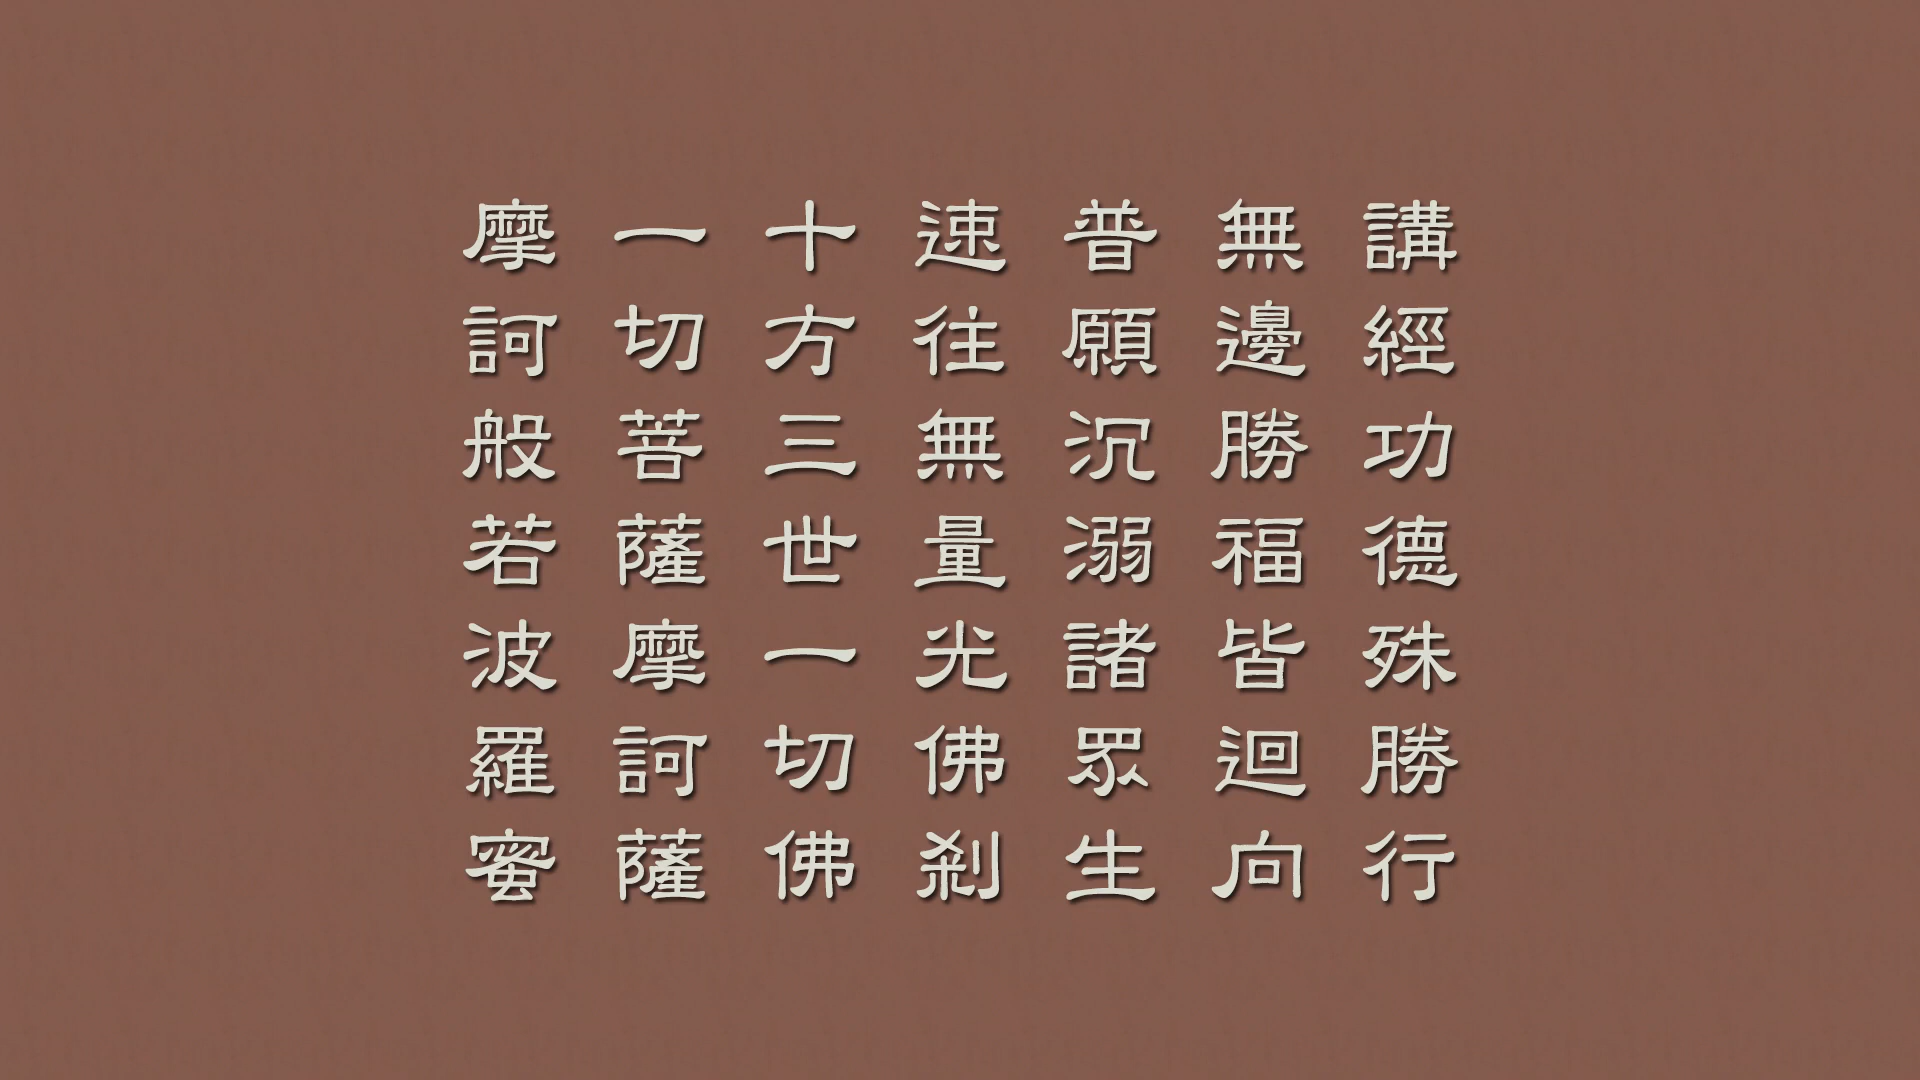 講經功德殊勝行
無邊勝福皆迴向
普願沉溺諸眾生
速往無量光佛剎
十方三世一切佛
一切菩薩摩訶薩
摩訶般若波羅蜜